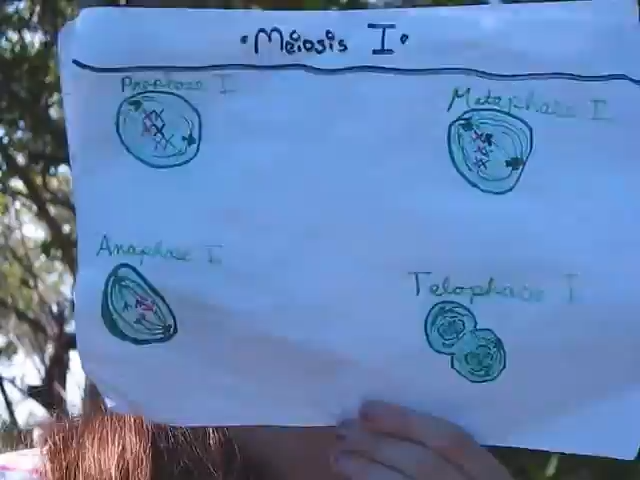 Meiosis I
Prophase I
Metaphase I
Anaphase I
Telophase I